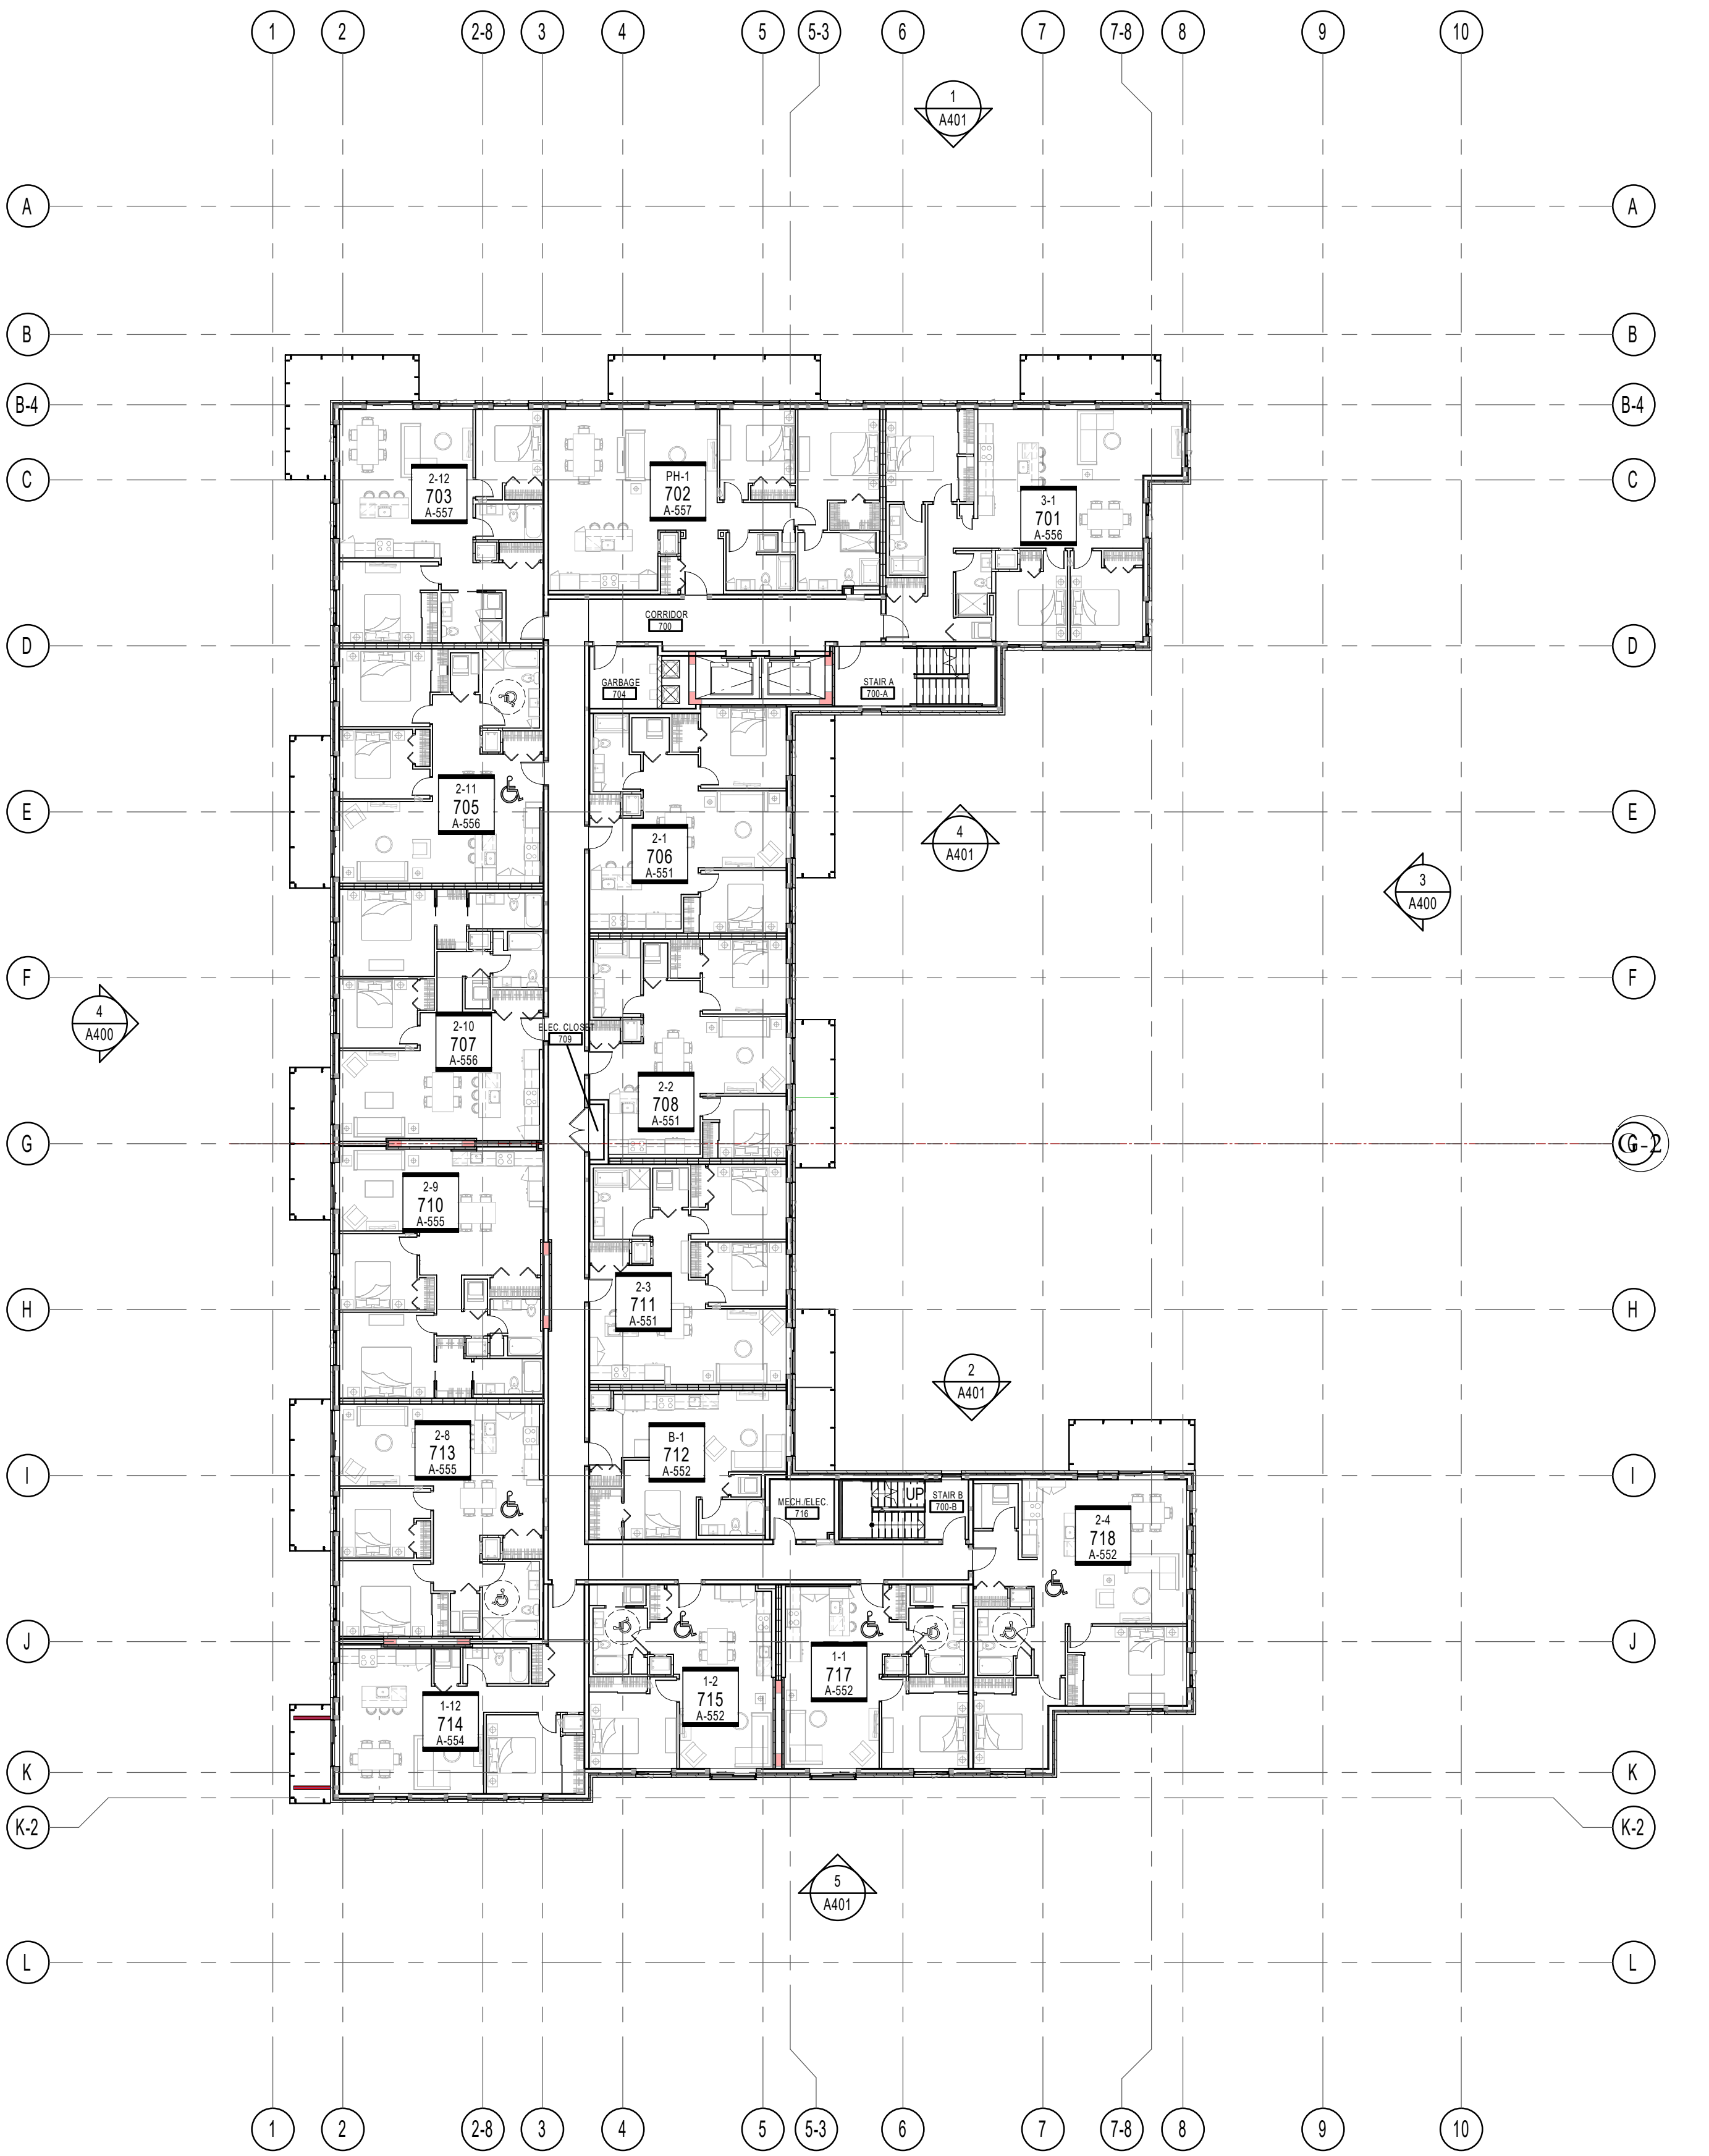 1 2 2-8 3 4 5 5-3 6 7 7-8 8 9 10
1
A401
A A
B B
B-4 B-4
C C
2-12
703
A-557
PH-1
702
A-557
3-1
701
A-556
CORRIDOR
700
D D
GARBAGE
704
STAIR A
700-A
2-11
705
A-556
E E
2-1
706
A-551
4
A401
3
A400
F F
4
A400
2-10
707
A-556
ELEC. CLOSET
709
2-2
708
A-551
G G-2
2-9
710
A-555
2-3
711
A-551
H H
2
A401
2-8
713
A-555
B-1
712
A-552
I I
MECH./ELEC.
716
UP
STAIR B
700-B
2-4
718
A-552
J J
1-12
714
A-554
1-2
715
A-552
1-1
717
A-552
K K
K-2 K-2
5
A401
L L
1 2 2-8 3 4 5 5-3 6 7 7-8 8 9 10